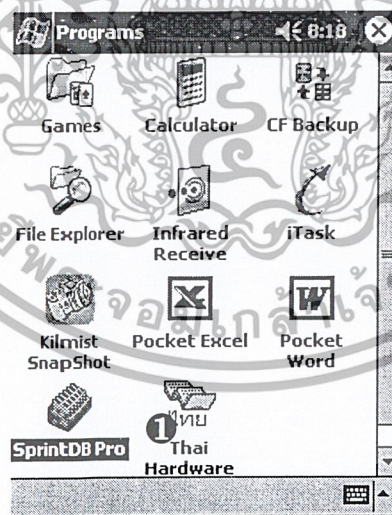 Programs 8:18
Games Calculator CF Backup
File Explorer Infrared Receive iTask
Kilmist SnapShot Pocket Excel Pocket Word
1
ไทย
SprintDB Pro Thai Hardware